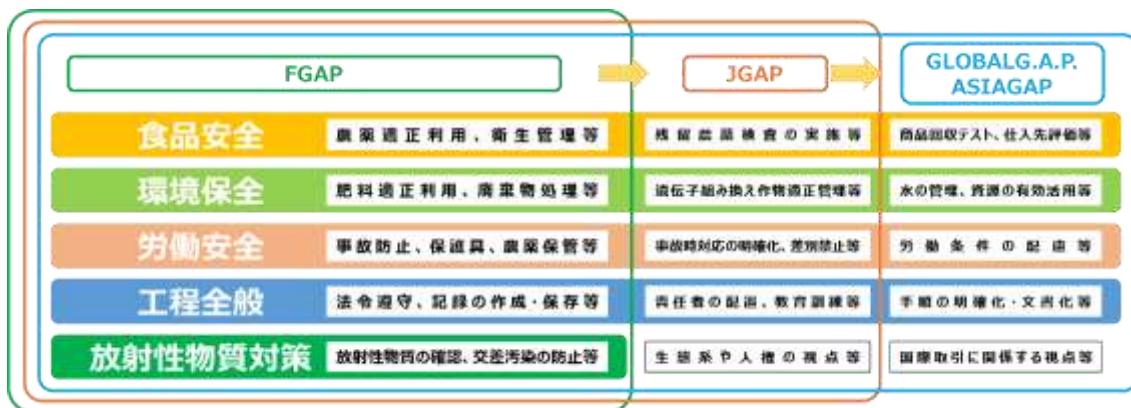 FGAP
JGAP
GLOBALG.A.P.
ASIAGAP
食品安全 農薬適正利用、衛生管理等 残留農薬検査の実施等 商品回収テスト、仕入先評価等
環境保全 肥料適正利用、廃棄物処理等 遺伝子組み換え作物適正管理等 水の管理、資源の有効活用等
労働安全 事故防止、保護具、農薬保管等 事故時対応の明確化、差別禁止等 労働条件の配慮等
工程全般 法令遵守、記録の作成・保存等 責任者の配置、教育訓練等 手順の明確化・文書化等
放射性物質対策 放射性物質の確認、交差汚染の防止等 生態系や人権の視点等 国際取引に関係する視点等